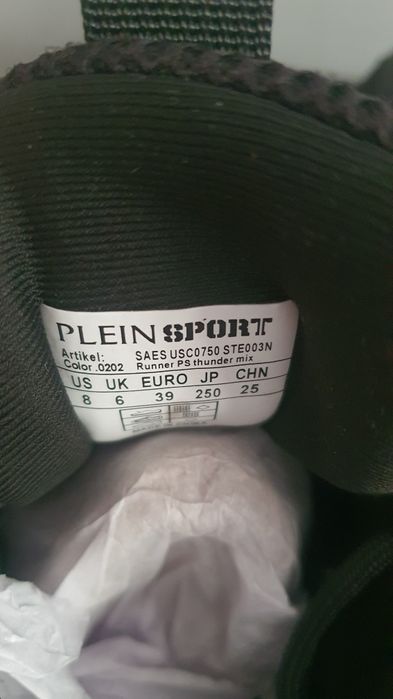 PLEIN SPORT
Artikel: SAES USC0750 STE003N
Color .0202 Runner PS thunder mix
US UK EURO JP CHN
8 6 39 250 25